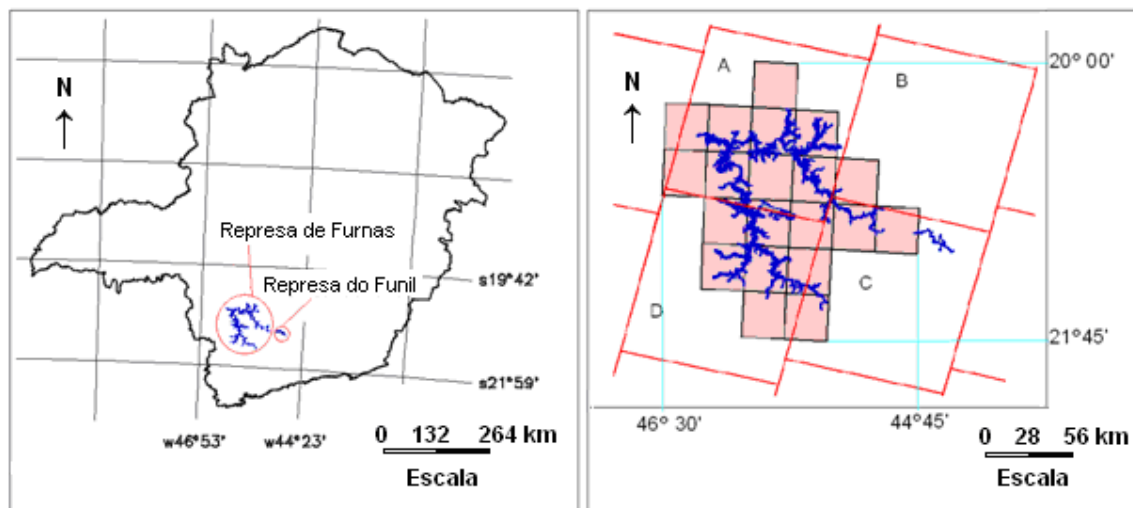 N
Represa de Furnas
Represa do Funil
s19°42'
s21°59'
w46°53' w44°23'
0 132 264 km
Escala
N
A
B
C
D
20° 00'
21°45'
46° 30' 44°45'
0 28 56 km
Escala